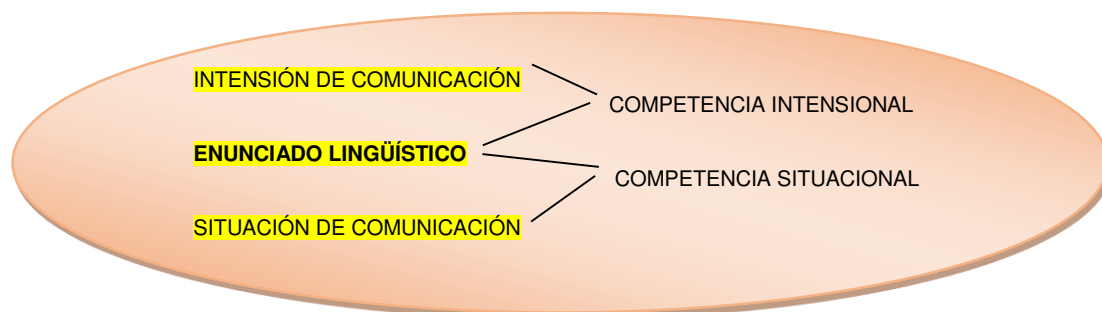 INTENSIÓN DE COMUNICACIÓN
COMPETENCIA INTENSIONAL
ENUNCIADO LINGÜÍSTICO
COMPETENCIA SITUACIONAL
SITUACIÓN DE COMUNICACIÓN